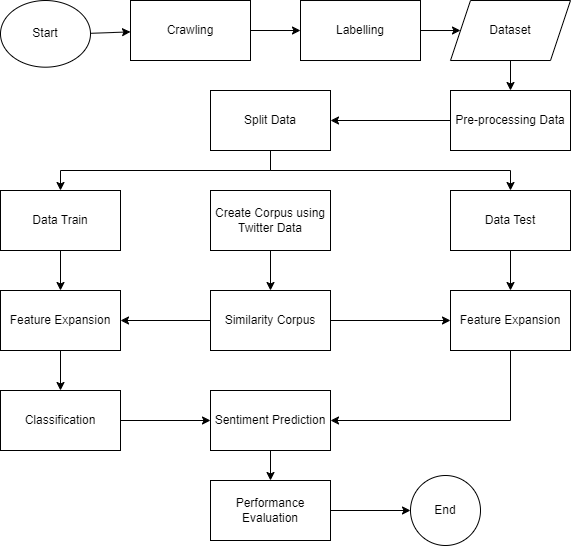 Start
Crawling
Labelling
Dataset
Split Data
Pre-processing Data
Data Train
Create Corpus using
Twitter Data
Data Test
Feature Expansion
Similarity Corpus
Feature Expansion
Classification
Sentiment Prediction
Performance
Evaluation
End